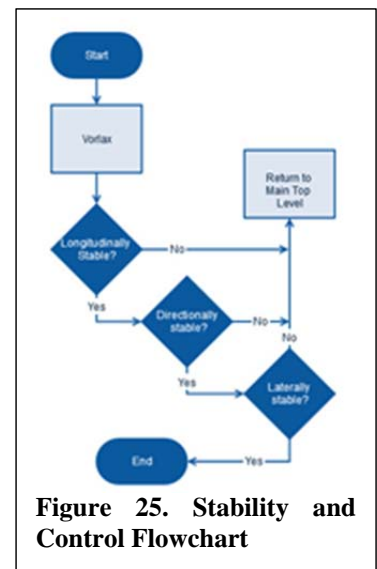 Start
Vorlax
Return to
Main Top
Level
Longitudinally
Stable?
No
Yes
Directionally
stable?
No
No
Yes
Laterally
stable?
End
Yes
Figure 25. Stability and
Control Flowchart